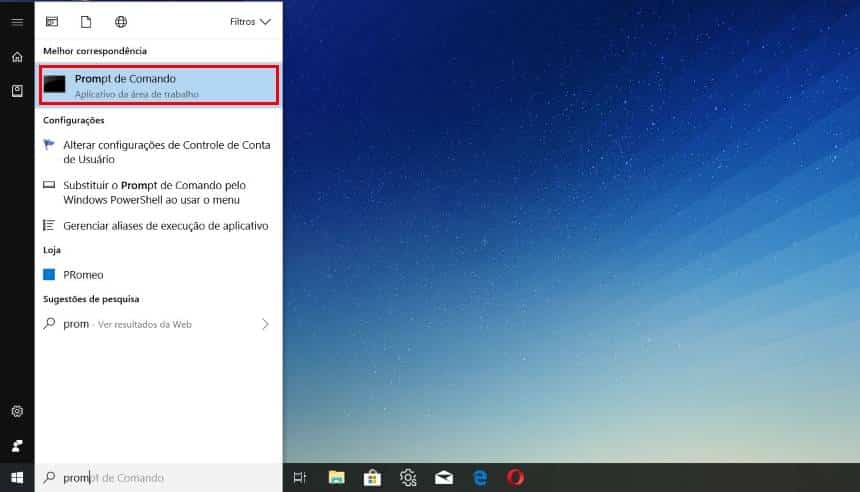 Filtros
Melhor correspondência
Prompt de Comando
Aplicativo da área de trabalho
Configurações
Alterar configurações de Controle de Conta
de Usuário
Substituir o Prompt de Comando pelo
Windows PowerShell ao usar o menu
Gerenciar aliases de execução de aplicativo
Loja
PRomeo
Sugestões de pesquisa
prom - Ver resultados da Web
prompt de Comando